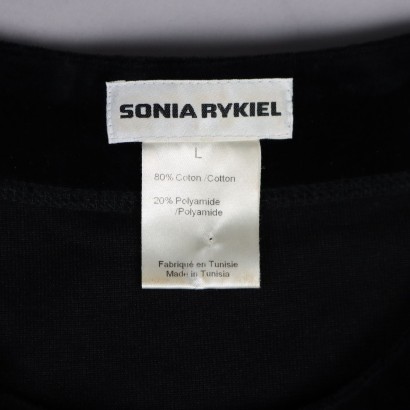 SONIA RYKIEL
L
80% Coton /Cotton
20% Polyamide
/Polyamide
Fabriqué en Tunisie
Made in Tunisia